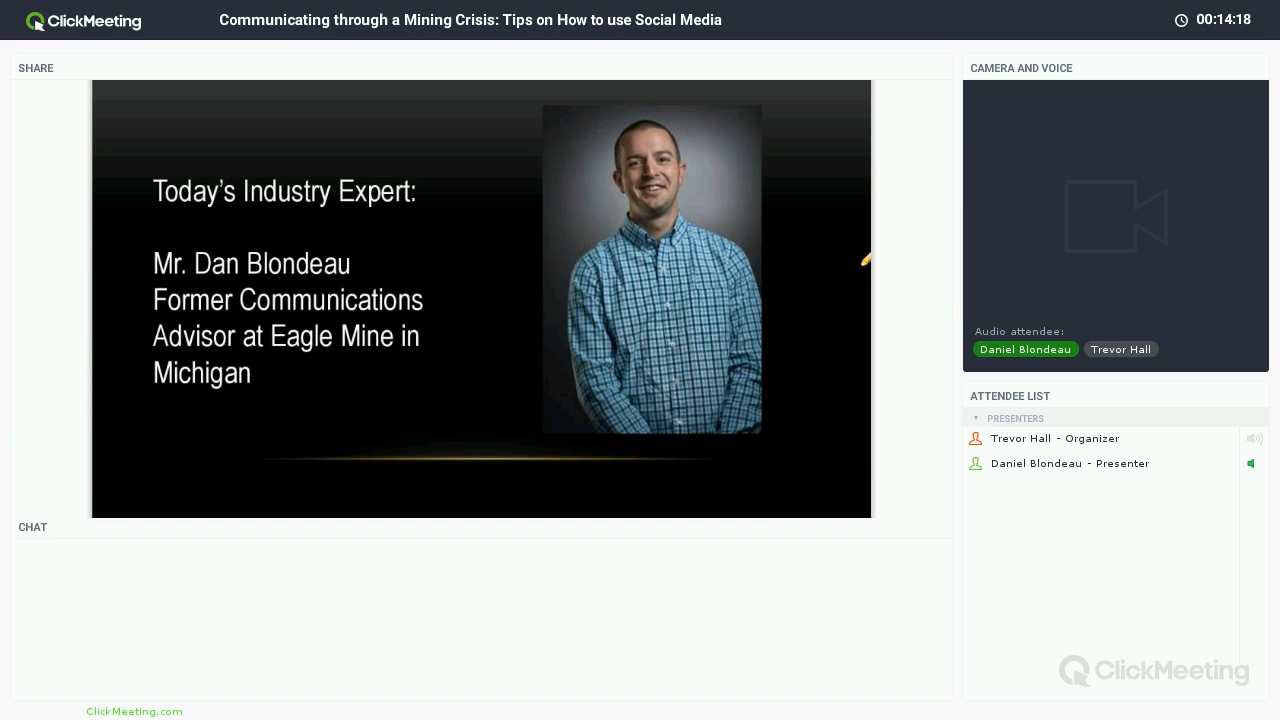 ClickMeeting
Communicating through a Mining Crisis: Tips on How to use Social Media
00:14:18
SHARE
Today's Industry Expert:
Mr. Dan Blondeau
Former Communications
Advisor at Eagle Mine in
Michigan
CHAT
CAMERA AND VOICE
Audio attendee:
Daniel Blondeau Trevor Hall
ATTENDEE LIST
PRESENTERS
Trevor Hall - Organizer
Daniel Blondeau - Presenter
ClickMeeting
ClickMeeting.com